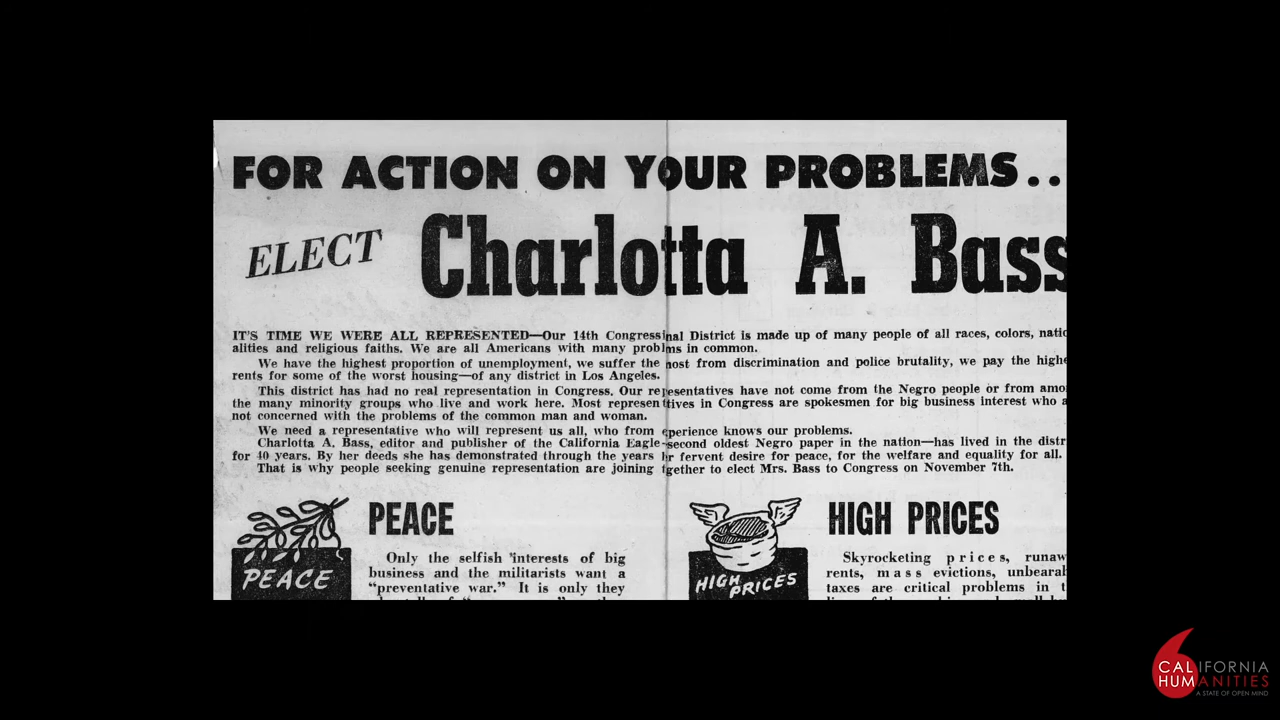 FOR ACTION ON YOUR PROBLEMS..
ELECT Charlotta A. Bass
IT'S TIME WE WERE ALL REPRESENTED—Our 14th Congressinal District is made up of many people of all races, colors, natio
alities and religious faiths. We are all Americans with many problms in common.
We have the highest proportion of unemployment, we suffer the most from discrimination and police brutality, we pay the highe
rents for some of the worst housing—of any district in Los Angeles.
This district has had no real representation in Congress. Our representatives have not come from the Negro people or from amo
the many minority groups who live and work here. Most representtives in Congress are spokesmen for big business interest who a
not concerned with the problems of the common man and woman.
We need a representative who will represent us all, who from eperience knows our problems.
Charlotta A. Bass, editor and publisher of the California Eagle-second oldest Negro paper in the nation—has lived in the distr
for 40 years. By her deeds she has demonstrated through the years hr fervent desire for peace, for the welfare and equality for all.
That is why people seeking genuine representation are joining tgether to elect Mrs. Bass to Congress on November 7th.
PEACE
PEACE
Only the selfish interests of big
business and the militarists want a
"preventative war." It is only they
HIGH PRICES
HIGH PRICES
Skyrocketing prices, runaw
rents, mass evictions, unbearab
taxes are critical problems in t
CALIFORNIA
HUMANITIES
A STATE OF OPEN MIND